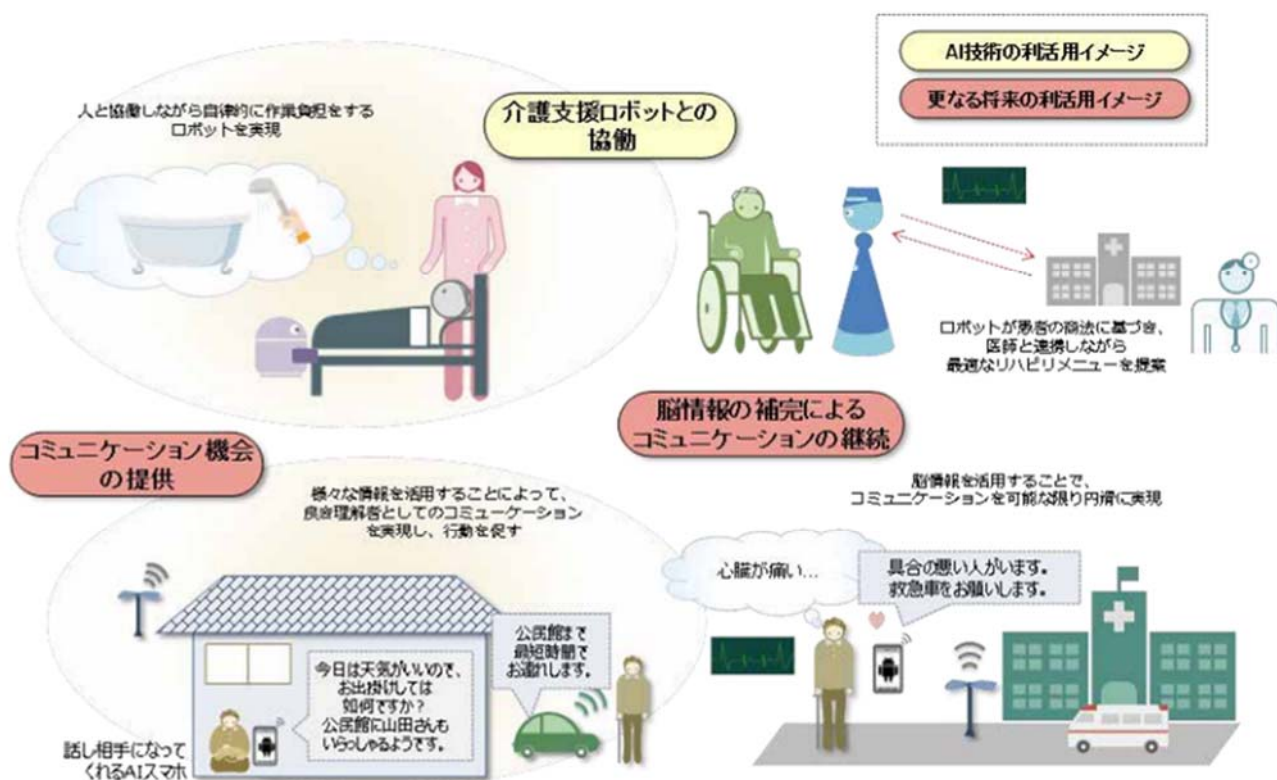 AI技術の利活用イメージ
更なる将来の利活用イメージ
人と協働しながら自律的に作業負担をする
ロボットを実現
介護支援ロボットとの
協働
ロボットが患者の商法に基づき、
医師と連携しながら
最適なリハビリメニューを提案
コミュニケーション機会
の提供
様々な情報を活用することによって、
良き理解者としてのコミューケーション
を実現し、行動を促す
脳情報の補完による
コミュニケーションの継続
脳情報を活用することで、
コミュニケーションを可能な限り円滑に実現
心臓が痛い…
具合の悪い人がいます。
救急車をお願いします。
公民館まで
最短時間で
お連れします。
今日は天気がいいので、
お出掛けしては
如何ですか?
公民館に山田さんも
いらっしゃるようです。
話し相手になって
くれるAIスマホ